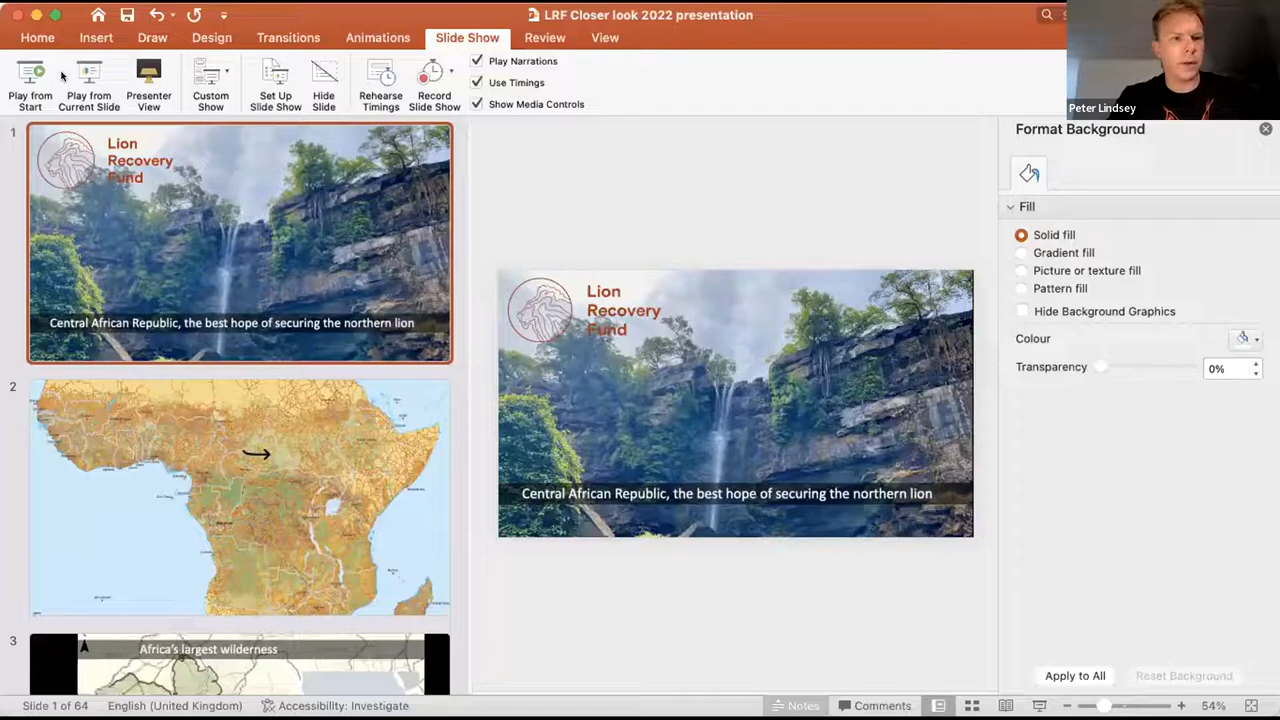 LRF Closer look 2022 presentation
Home Insert Draw Design Transitions Animations Slide Show Review View
Play from Start
Play from Current Slide
Presenter View
Custom Show
Set Up Slide Show
Hide Slide
Rehearse Timings
Record Slide Show
Play Narrations
Use Timings
Show Media Controls
Peter Lindsey
1
Lion
Recovery
Fund
Central African Republic, the best hope of securing the northern lion
2
3
Africa's largest wilderness
Lion
Recovery
Fund
Central African Republic, the best hope of securing the northern lion
Format Background
Fill
Solid fill
Gradient fill
Picture or texture fill
Pattern fill
Hide Background Graphics
Colour
Transparency 0%
Apply to All Reset Background
Slide 1 of 64 English (United Kingdom) Accessibility: Investigate Notes Comments 54%